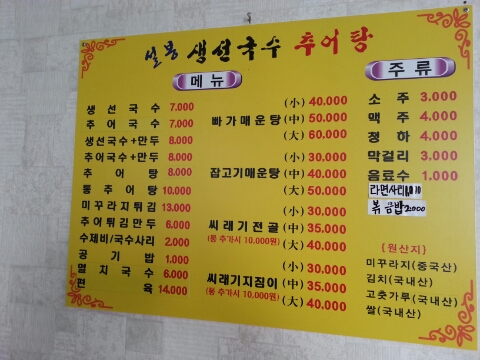 설봉 생선국수 추어탕
메뉴
생선국수 7.000
추어국수 7.000
생선국수+만두 8.000
추어국수+만두 8.000
추어탕 8.000
통추어탕 10.000
미꾸라지튀김 13.000
추어튀김만두 6.000
수제비/국수사리 2.000
공기밥 1.000
멸치국수 6.000
편육 14.000
빠가매운탕
(小) 40.000
(中) 50.000
(大) 60.000
잡고기매운탕
(小) 30.000
(中) 40.000
(大) 50.000
씨래기전골
(小) 30.000
(中) 35.000
(大) 40.000
(퉁 추가시 10,000원)
씨래기지짐이
(小) 30.000
(中) 35.000
(大) 40.000
(퉁 추가시 10,000원)
주류
소주 3.000
맥주 4.000
청하 4.000
막걸리 3.000
음료수 1.000
라면사리
볶금밥 2.000
(원산지)
미꾸라지(중국산)
김치(국내산)
고춧가루(국내산)
쌀(국내산)